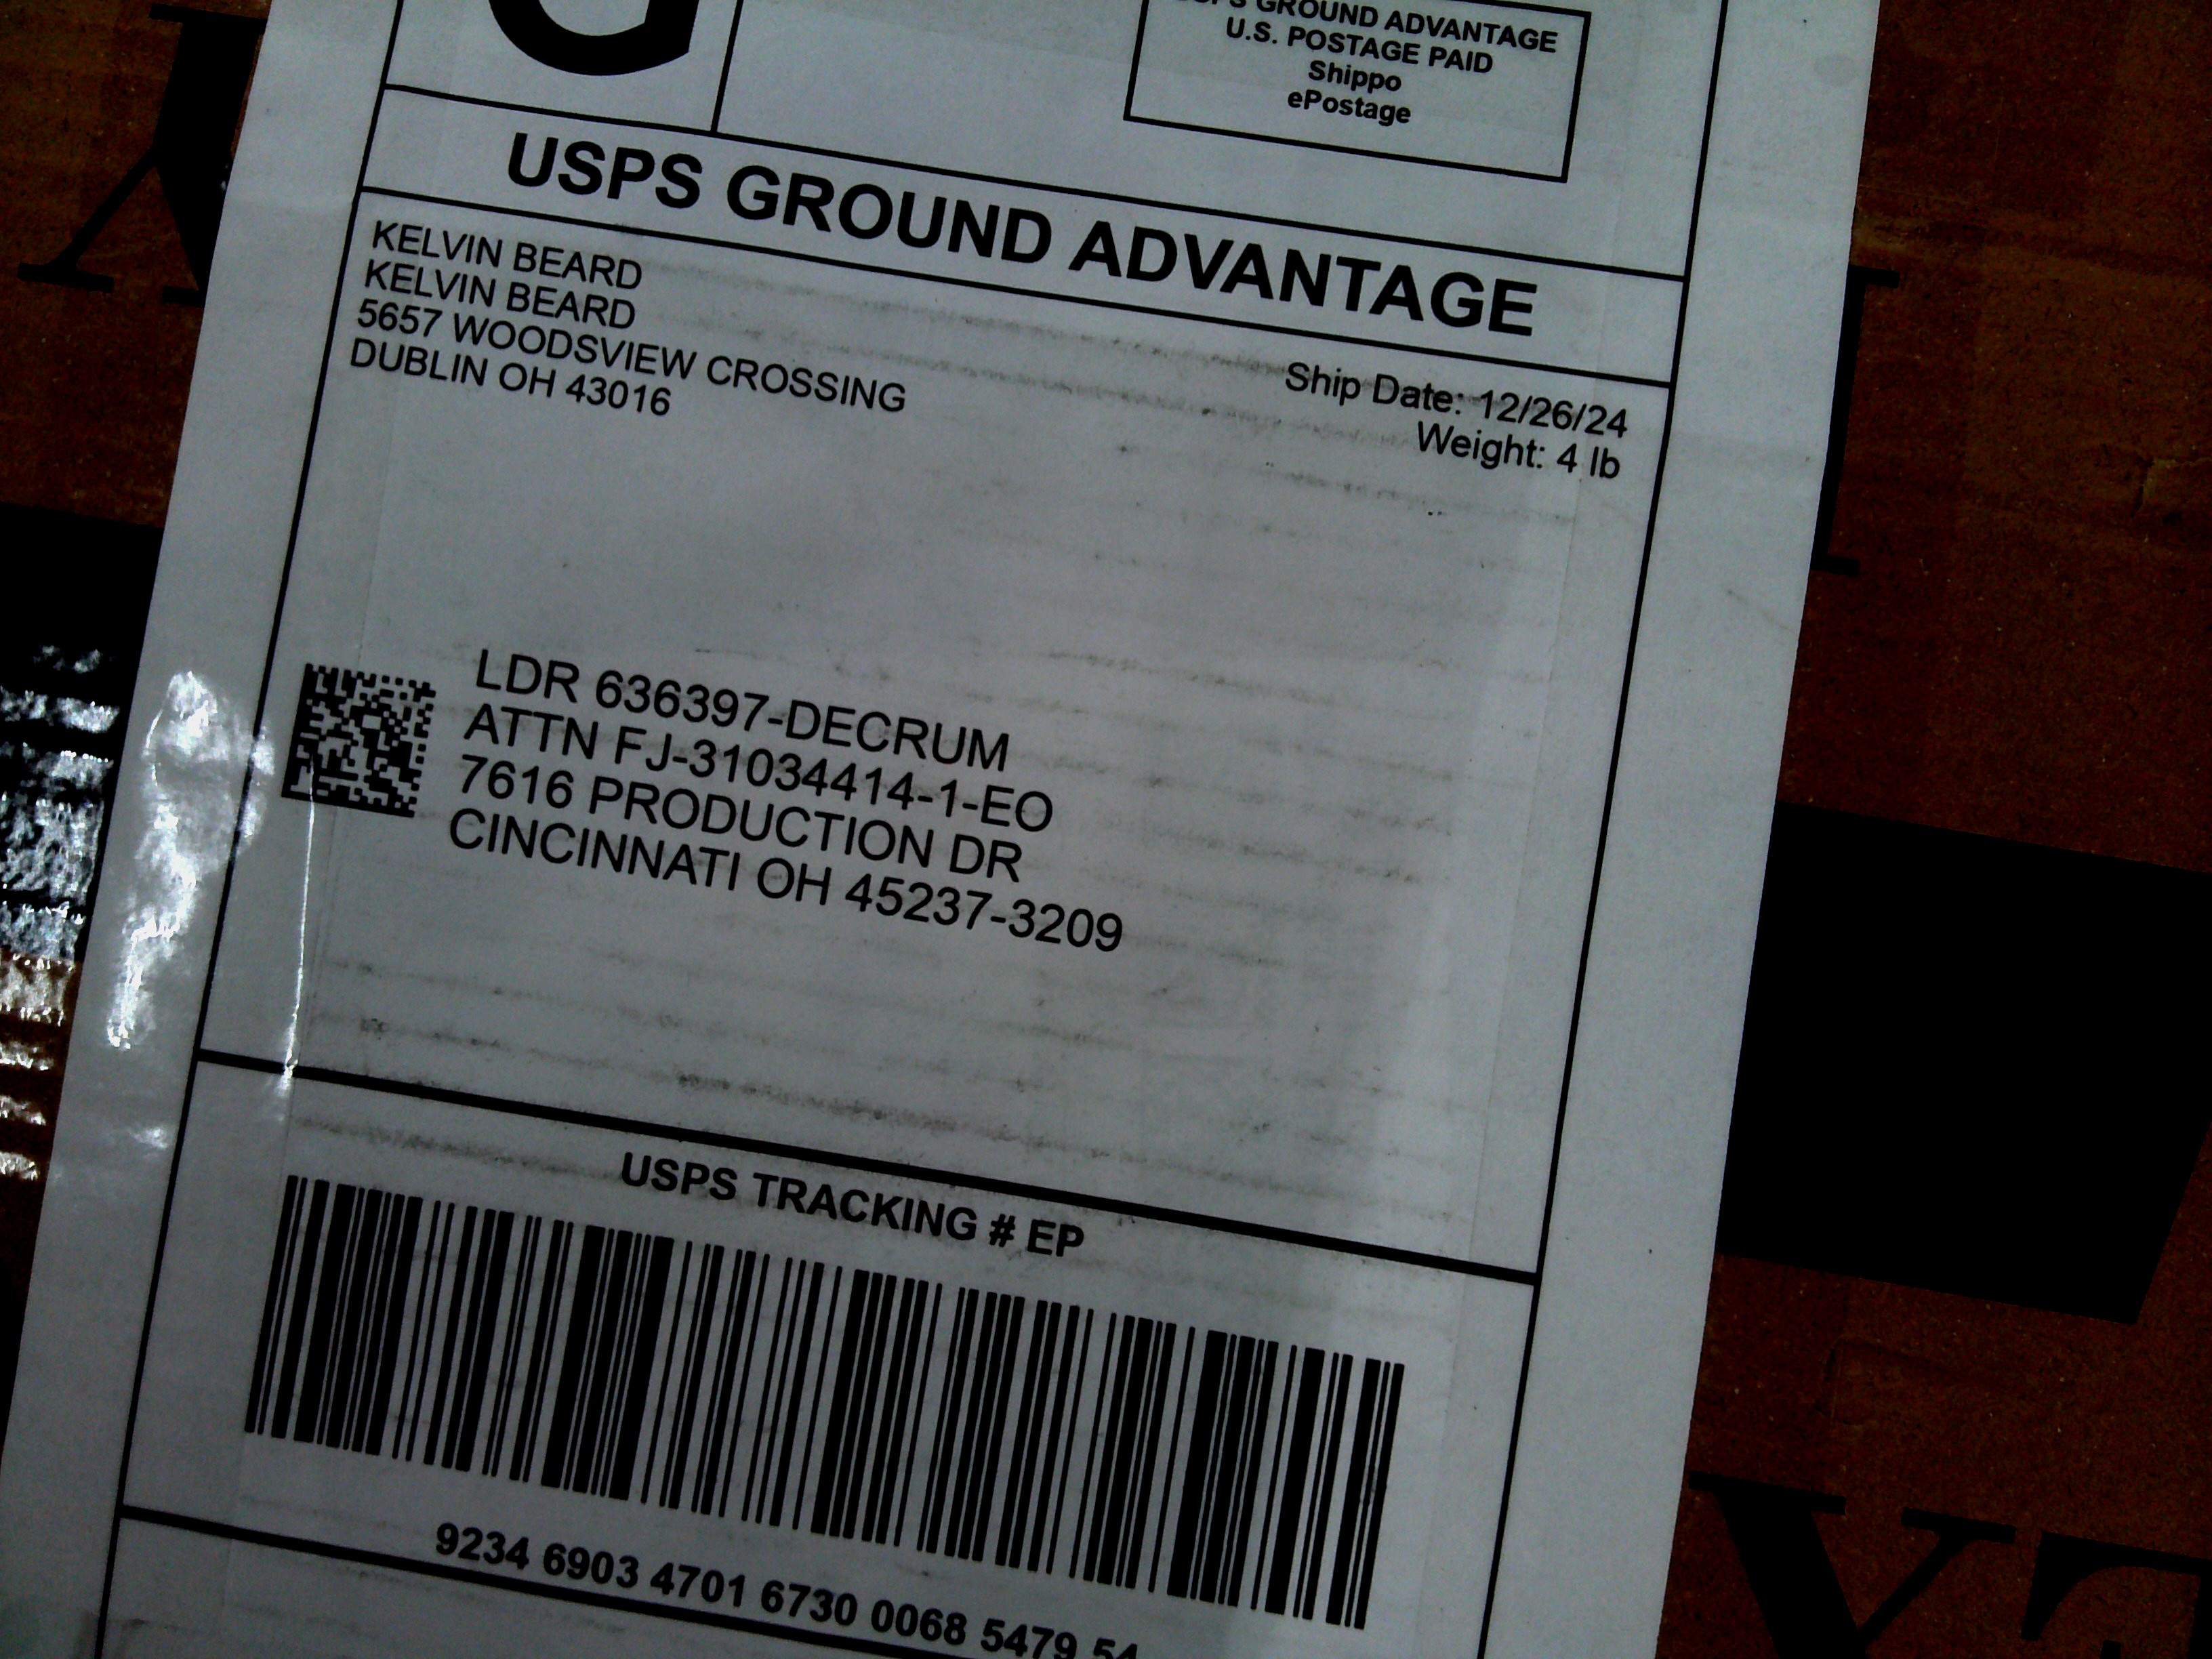 G
GROUND ADVANTAGE
U.S. POSTAGE PAID
Shippo
ePostage
USPS GROUND ADVANTAGE
KELVIN BEARD
KELVIN BEARD
5657 WOODSVIEW CROSSING
DUBLIN OH 43016
Ship Date: 12/26/24
Weight: 4 lb
LDR 636397-DECRUM
ATTN FJ-31034414-1-EO
7616 PRODUCTION DR
CINCINNATI OH 45237-3209
USPS TRACKING # EP
9234 6903 4701 6730 0068 5479 54